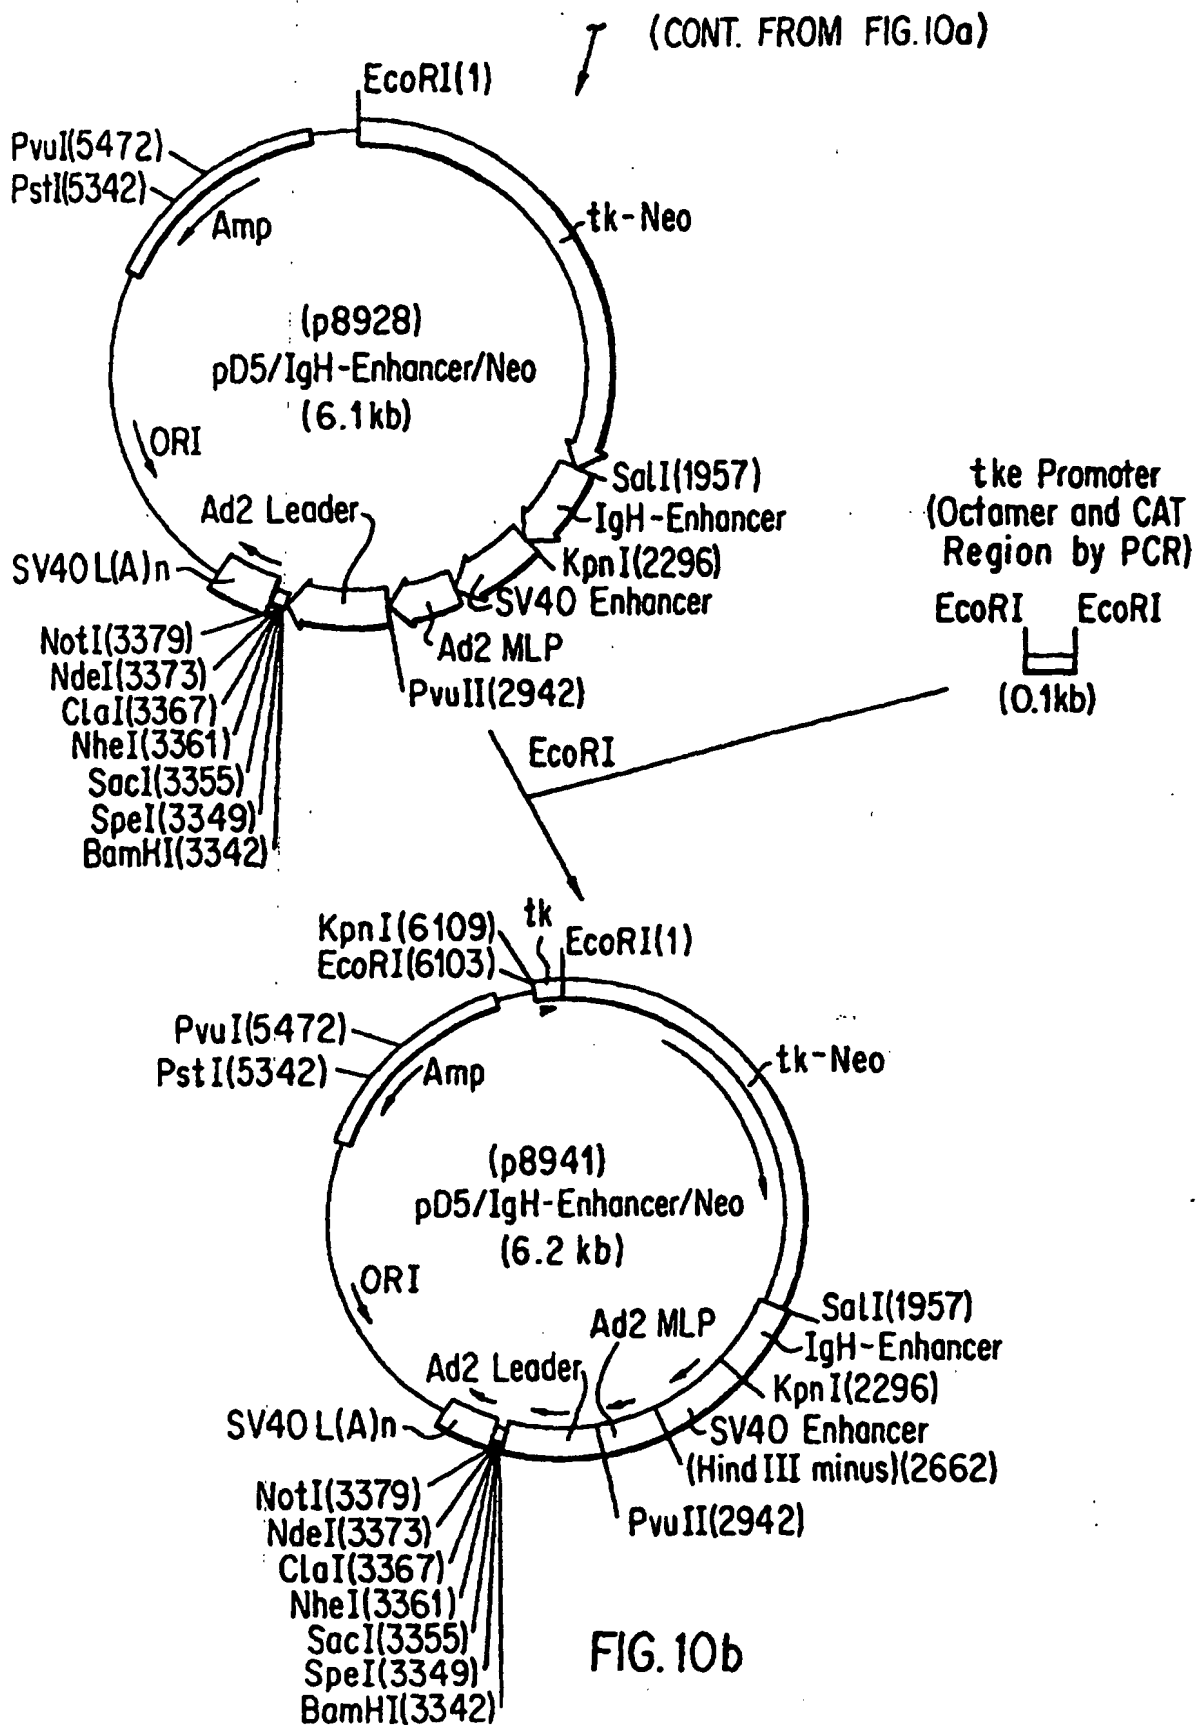 (CONT. FROM FIG. 10a)
EcoRI(1)
PvuI(5472)
PstI(5342)
Amp
tk-Neo
(p8928)
pD5/IgH-Enhancer/Neo
(6.1kb)
ORI
SalI(1957)
IgH-Enhancer
KpnI(2296)
SV40 Enhancer
Ad2 Leader
SV40 L(A)n
Ad2 MLP
PvuII(2942)
NotI(3379)
NdeI(3373)
ClaI(3367)
NheI(3361)
SacI(3355)
SpeI(3349)
BamHI(3342)
tke Promoter
(Octamer and CAT
Region by PCR)
EcoRI EcoRI
(0.1kb)
EcoRI
KpnI(6109)
EcoRI(6103)
tk
EcoRI(1)
PvuI(5472)
PstI(5342)
Amp
tk-Neo
(p8941)
pD5/IgH-Enhancer/Neo
(6.2 kb)
ORI
SalI(1957)
IgH-Enhancer
KpnI(2296)
SV40 Enhancer
(Hind III minus)(2662)
Ad2 MLP
Ad2 Leader
SV40 L(A)n
PvuII(2942)
NotI(3379)
NdeI(3373)
ClaI(3367)
NheI(3361)
SacI(3355)
SpeI(3349)
BamHI(3342)
FIG. 10b